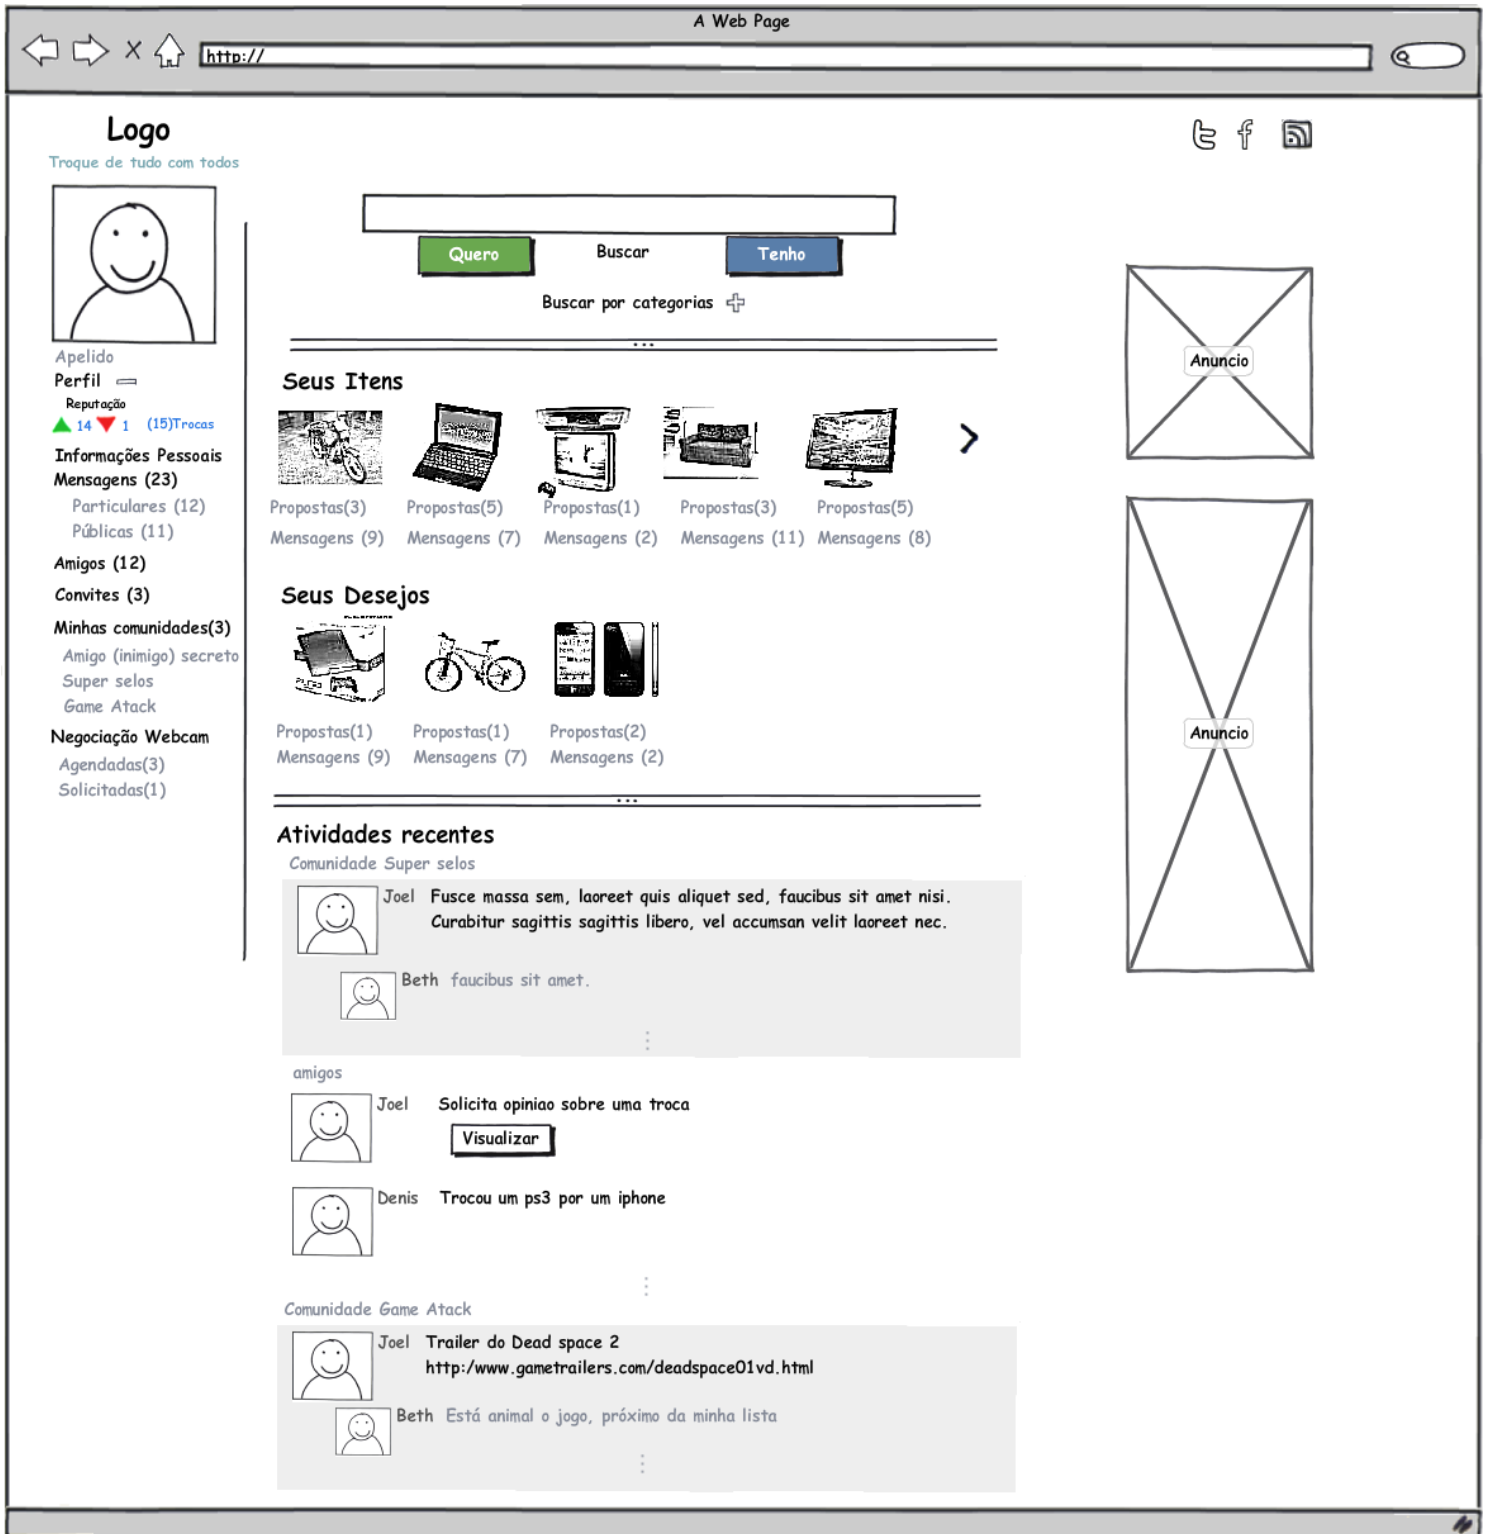 A Web Page
http://
Logo
Troque de tudo com todos
Quero
Buscar
Tenho
Buscar por categorias
Apelido
Perfil
Reputação
14 1 (15)Trocas
Informações Pessoais
Mensagens (23)
Particulares (12)
Públicas (11)
Amigos (12)
Convites (3)
Minhas comunidades(3)
Amigo (inimigo) secreto
Super selos
Game Atack
Negociação Webcam
Agendadas(3)
Solicitadas(1)
Seus Itens
Propostas(3) Propostas(5) Propostas(1) Propostas(3) Propostas(5)
Mensagens (9) Mensagens (7) Mensagens (2) Mensagens (11) Mensagens (8)
Seus Desejos
Propostas(1) Propostas(1) Propostas(2)
Mensagens (9) Mensagens (7) Mensagens (2)
Atividades recentes
Comunidade Super selos
Joel Fusce massa sem, laoreet quis aliquet sed, faucibus sit amet nisi.
Curabitur sagittis sagittis libero, vel accumsan velit laoreet nec.
Beth faucibus sit amet.
amigos
Joel Solicita opiniao sobre uma troca
Visualizar
Denis Trocou um ps3 por um iphone
Comunidade Game Atack
Joel Trailer do Dead space 2
http:/www.gametrailers.com/deadspace01vd.html
Beth Está animal o jogo, próximo da minha lista
Anuncio
Anuncio